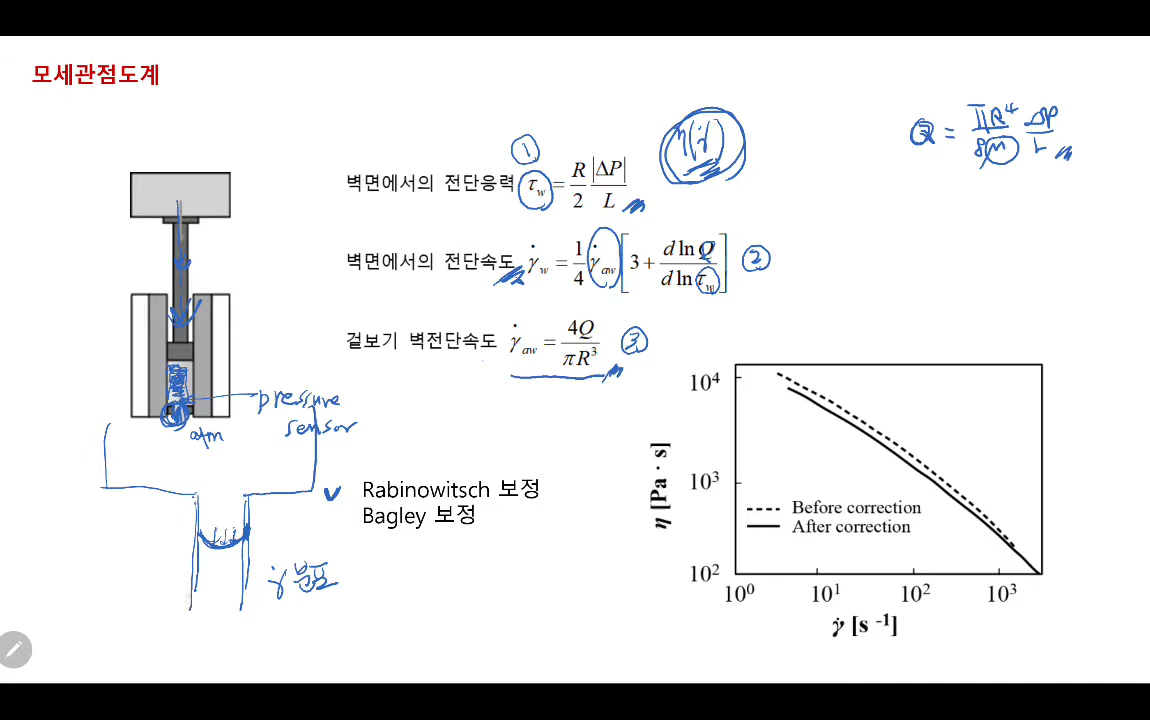 모세관점도계
Q = πR⁴/8μ ΔP/L
η(γ̇)
①
벽면에서의 전단응력 τ_w = R/2 |ΔP|/L
벽면에서의 전단속도 γ̇_w = 1/4 γ̇_aw [3 + d ln Q / d ln τ_w] ②
겉보기 벽전단속도 γ̇_aw = 4Q/πR³ ③
pressure
sensor
atm
Rabinowitsch 보정
Bagley 보정
γ̇ 분포
10⁴
10³
10²
η [Pa · s]
Before correction
After correction
10⁰ 10¹ 10² 10³
γ̇ [s ⁻¹]